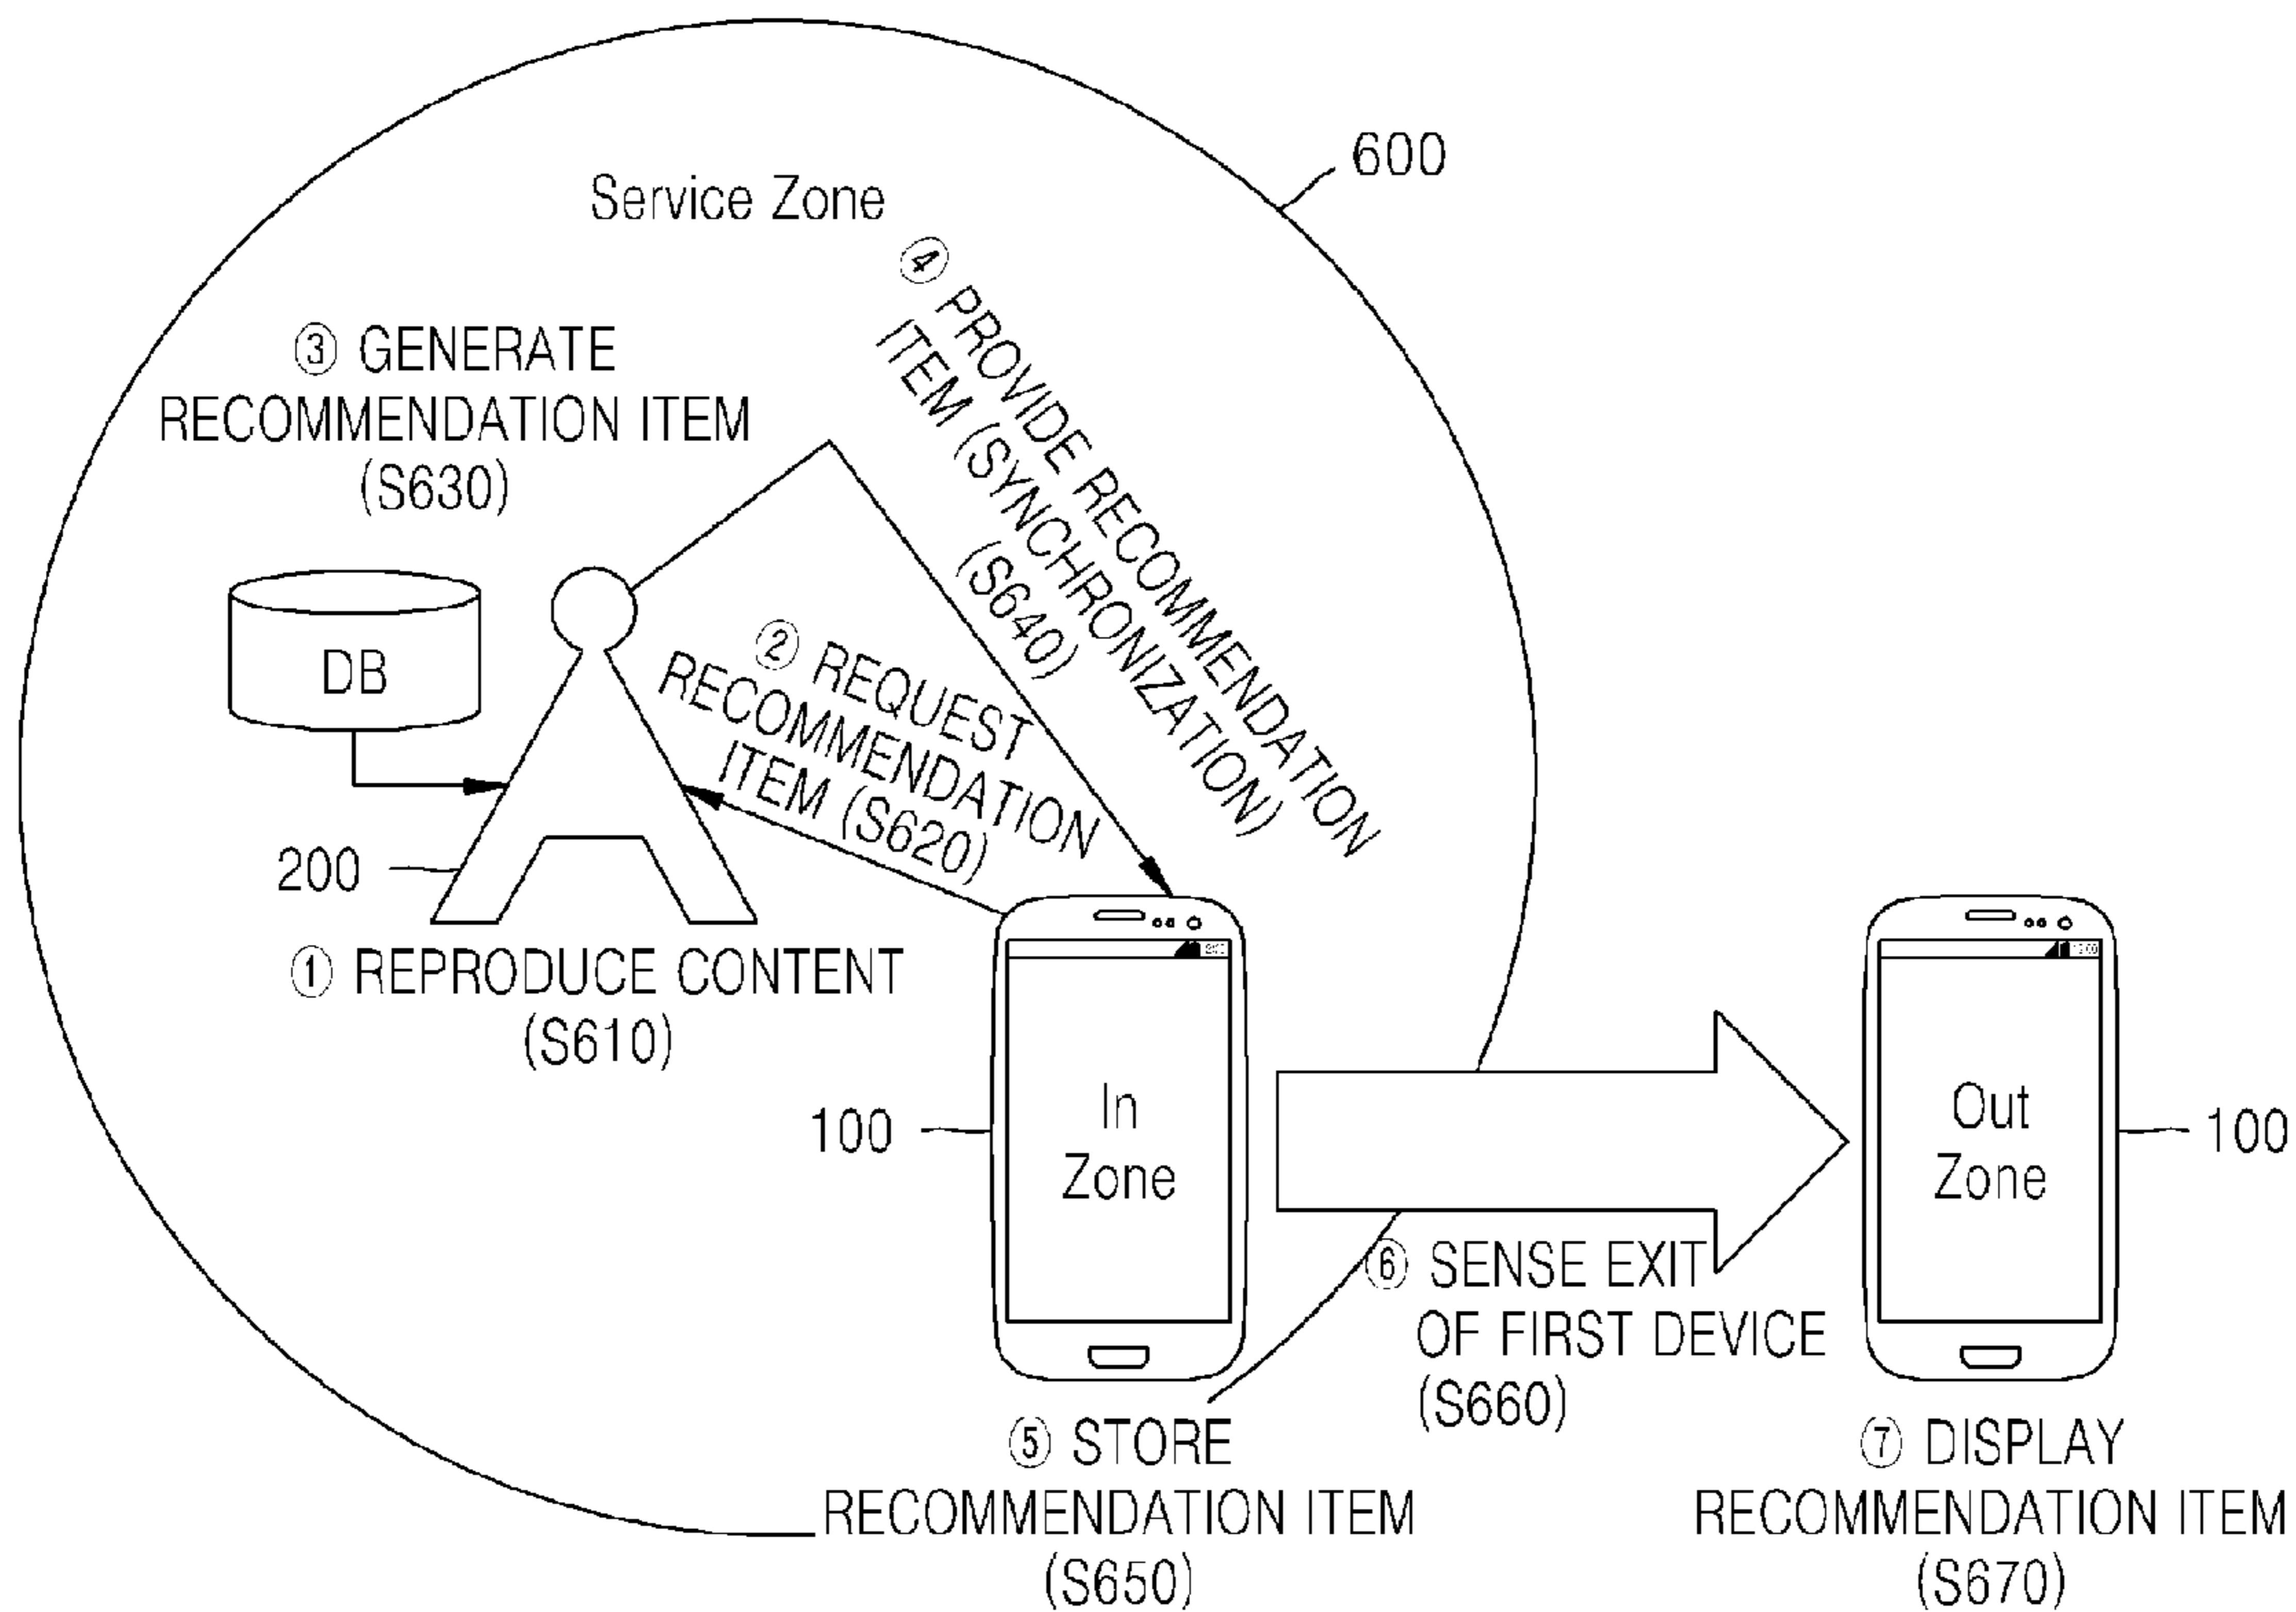 600
Service Zone
④ PROVIDE RECOMMENDATION
ITEM (SYNCHRONIZATION)
(S640)
③ GENERATE
RECOMMENDATION ITEM
(S630)
DB
② REQUEST
RECOMMENDATION
ITEM (S620)
200
① REPRODUCE CONTENT
(S610)
100
In
Zone
Out
Zone
100
⑥ SENSE EXIT
OF FIRST DEVICE
(S660)
⑤ STORE
RECOMMENDATION ITEM
(S650)
⑦ DISPLAY
RECOMMENDATION ITEM
(S670)